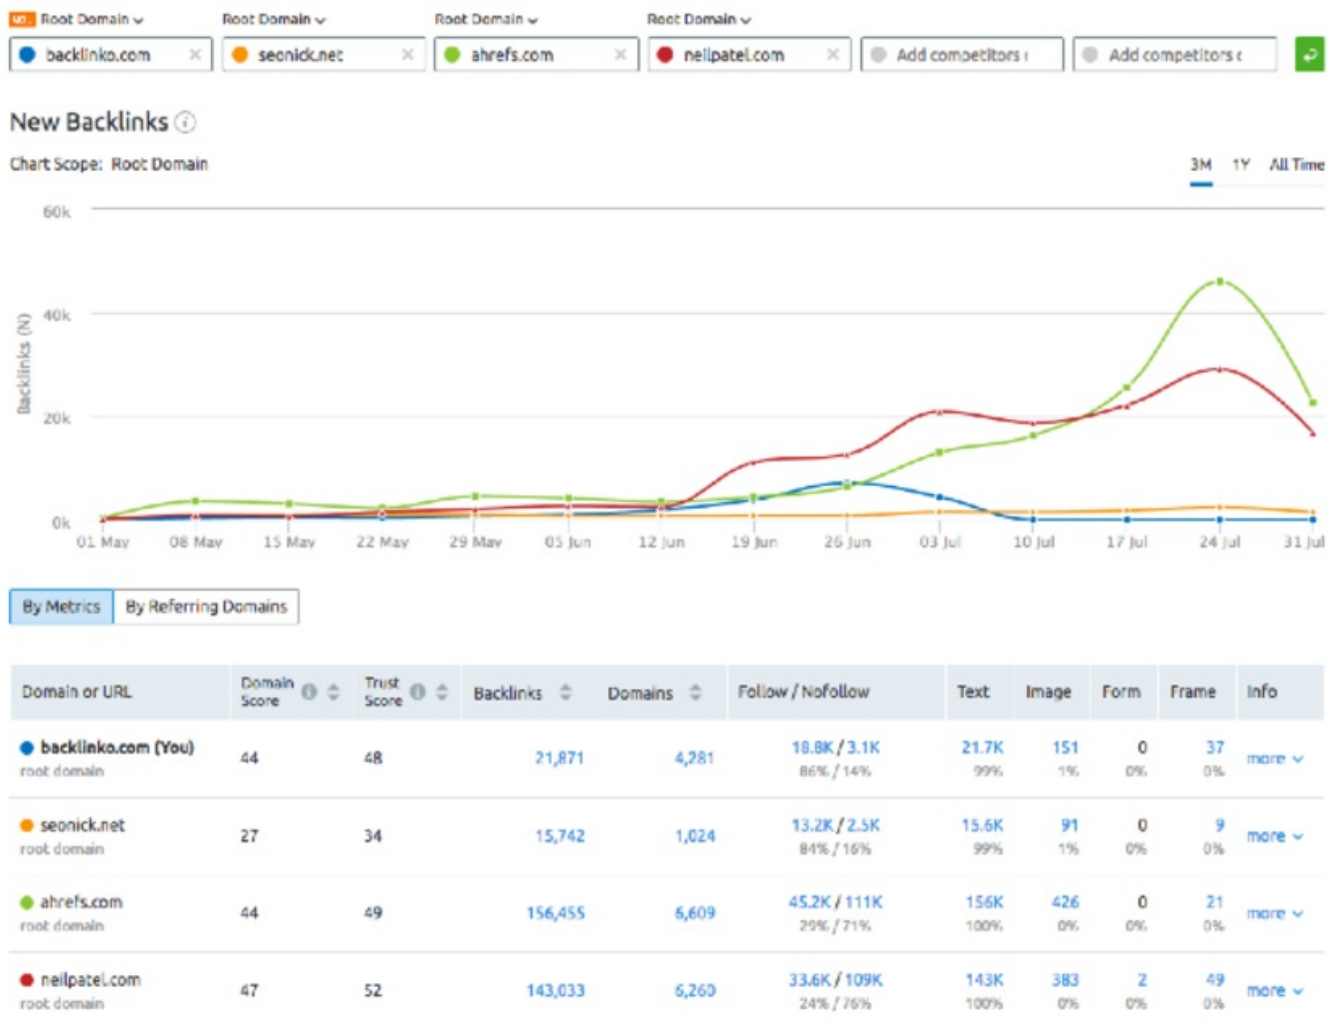 Root Domain Root Domain Root Domain Root Domain
backlinko.com × seonick.net × ahrefs.com × neilpatel.com × Add competitors Add competitors
New Backlinks i
Chart Scope: Root Domain 3M 1Y All Time
60k
40k
20k
0k
Backlinks (N)
01 May 08 May 15 May 22 May 29 May 05 Jun 12 Jun 19 Jun 26 Jun 03 Jul 10 Jul 17 Jul 24 Jul 31 Jul
By Metrics By Referring Domains
Domain or URL Domain Score i Trust Score i Backlinks Domains Follow / Nofollow Text Image Form Frame Info
backlinko.com (You) 44 48 21,871 4,281 18.8K / 3.1K 21.7K 151 0 37 more
root domain 86% / 14% 99% 1% 0% 0%
seonick.net 27 34 15,742 1,024 13.2K / 2.5K 15.6K 91 0 9 more
root domain 84% / 16% 99% 1% 0% 0%
ahrefs.com 44 49 156,455 6,609 45.2K / 111K 156K 426 0 21 more
root domain 29% / 71% 100% 0% 0% 0%
neilpatel.com 47 52 143,033 6,260 33.6K / 109K 143K 383 2 49 more
root domain 24% / 76% 100% 0% 0% 0%